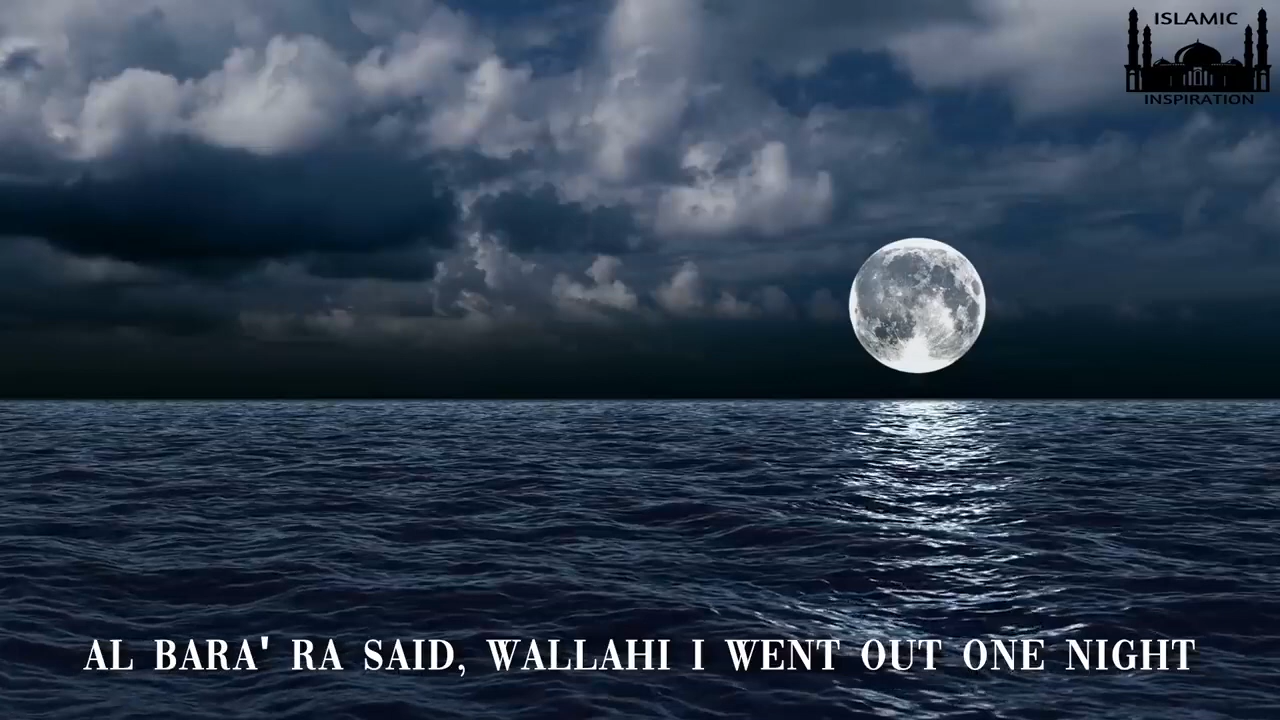 ISLAMIC
INSPIRATION
AL BARA' RA SAID, WALLAHI I WENT OUT ONE NIGHT